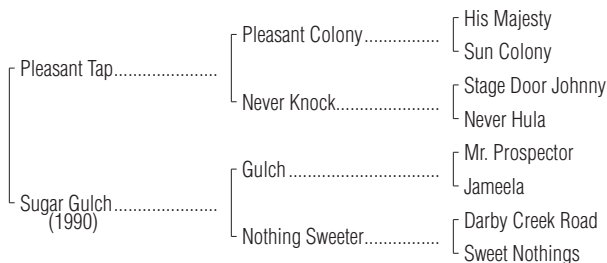 His Majesty
Pleasant Colony.................
Sun Colony
Pleasant Tap.......................
Stage Door Johnny
Never Knock.......................
Never Hula
Mr. Prospector
Gulch ..................................
Jameela
Sugar Gulch.......................
(1990)
Darby Creek Road
Nothing Sweeter.................
Sweet Nothings